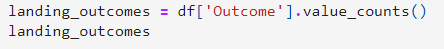 landing_outcomes = df['Outcome'].value_counts()
landing_outcomes